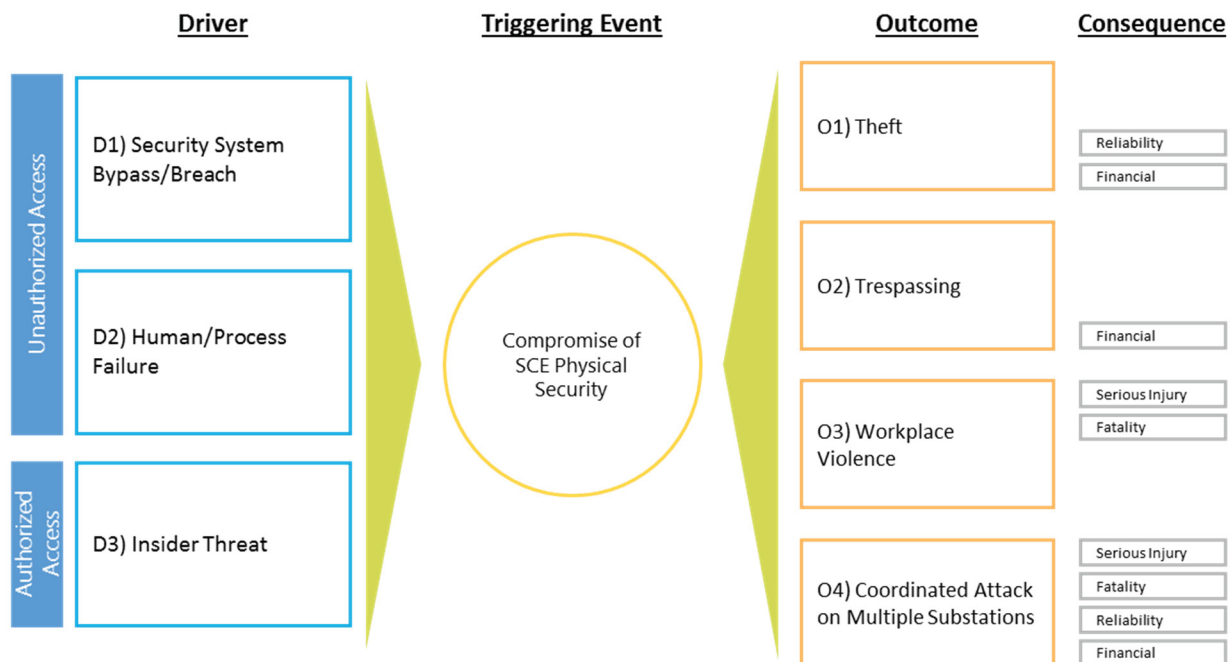 Driver
Triggering Event
Outcome
Consequence
Unauthorized Access
D1) Security System
Bypass/Breach
D2) Human/Process
Failure
Authorized
Access
D3) Insider Threat
Compromise of
SCE Physical
Security
O1) Theft
Reliability
Financial
O2) Trespassing
Financial
O3) Workplace
Violence
Serious Injury
Fatality
O4) Coordinated Attack
on Multiple Substations
Serious Injury
Fatality
Reliability
Financial